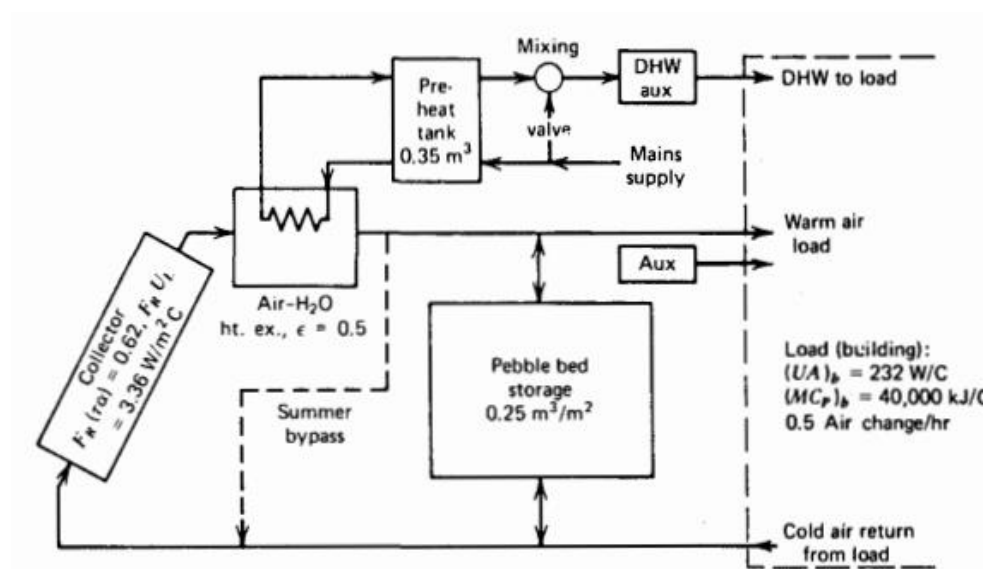 Mixing
DHW
aux
DHW to load
Pre-
heat
tank
0.35 m³
valve
Mains
supply
Warm air
load
Aux
Air-H₂O
ht. ex., ϵ = 0.5
Collector
F_R (τα) = 0.62, F_R U_L
= 3.36 W/m² C
Summer
bypass
Pebble bed
storage
0.25 m³/m²
Load (building):
(UA)_b = 232 W/C
(MC_P)_b = 40,000 kJ/C
0.5 Air change/hr
Cold air return
from load